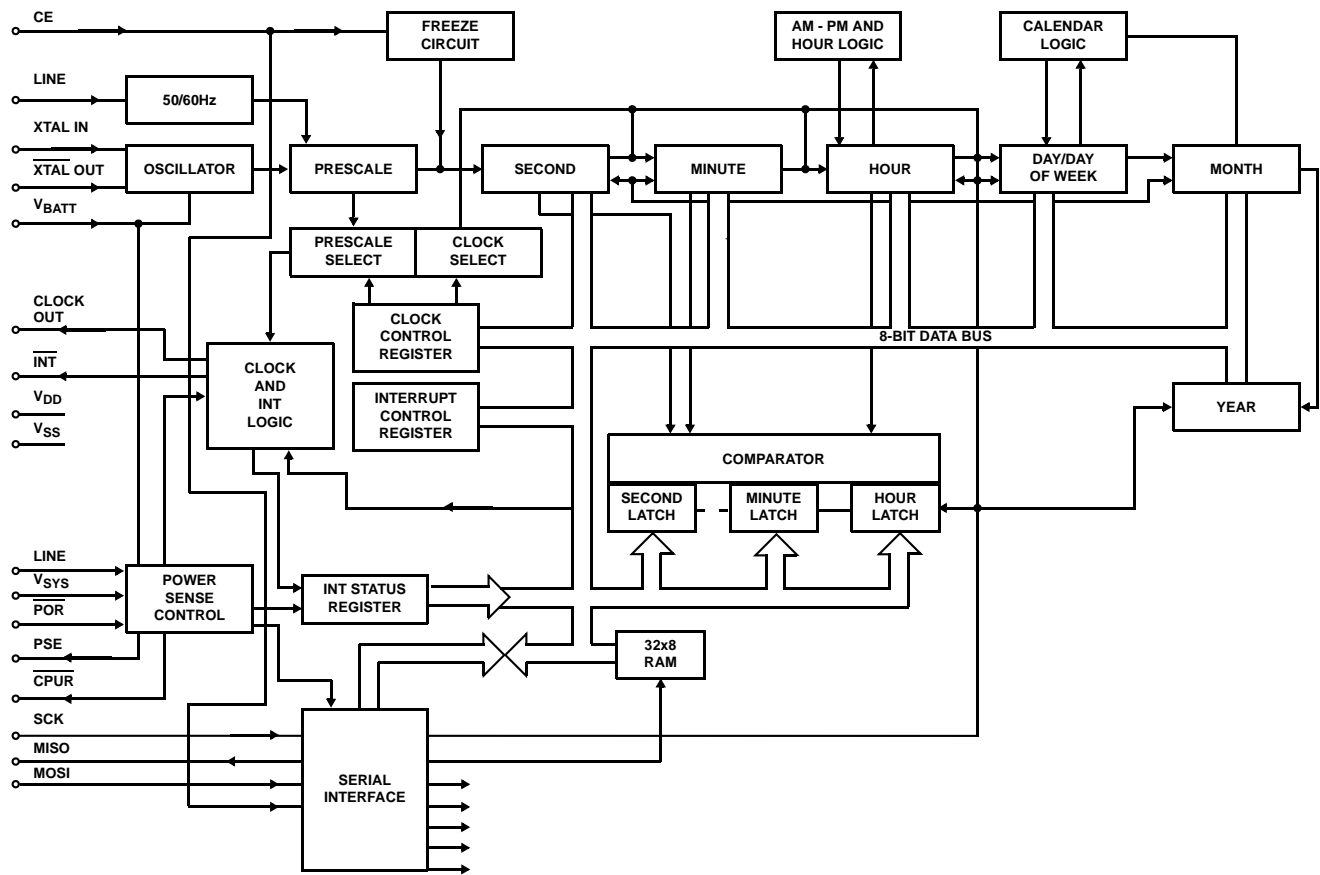 CE
FREEZE
CIRCUIT
AM - PM AND
HOUR LOGIC
CALENDAR
LOGIC
LINE
50/60Hz
XTAL IN
XTAL OUT
OSCILLATOR
PRESCALE
SECOND
MINUTE
HOUR
DAY/DAY
OF WEEK
MONTH
VBATT
PRESCALE
SELECT
CLOCK
SELECT
CLOCK
OUT
CLOCK
CONTROL
REGISTER
8-BIT DATA BUS
INT
CLOCK
AND
INT
LOGIC
VDD
VSS
INTERRUPT
CONTROL
REGISTER
YEAR
COMPARATOR
SECOND
LATCH
MINUTE
LATCH
HOUR
LATCH
LINE
VSYS
POR
POWER
SENSE
CONTROL
INT STATUS
REGISTER
PSE
CPUR
32x8
RAM
SCK
MISO
MOSI
SERIAL
INTERFACE